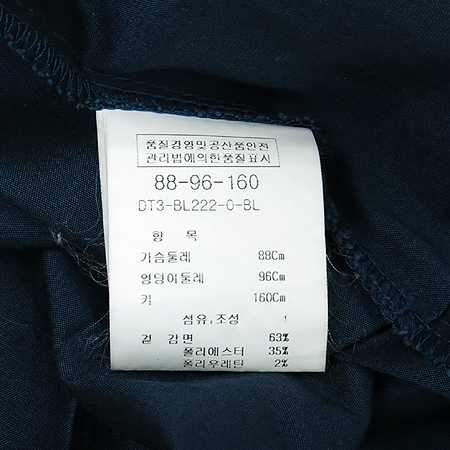 품질경영및공산품안전
관리법에의한품질표시
88-96-160
DT3-BL222-0-BL
항 목
가슴둘레 88Cm
엉덩이둘레 96Cm
키 160Cm
섬유,조성 1
겉 감면 63%
폴리에스터 35%
폴리우레탄 2%